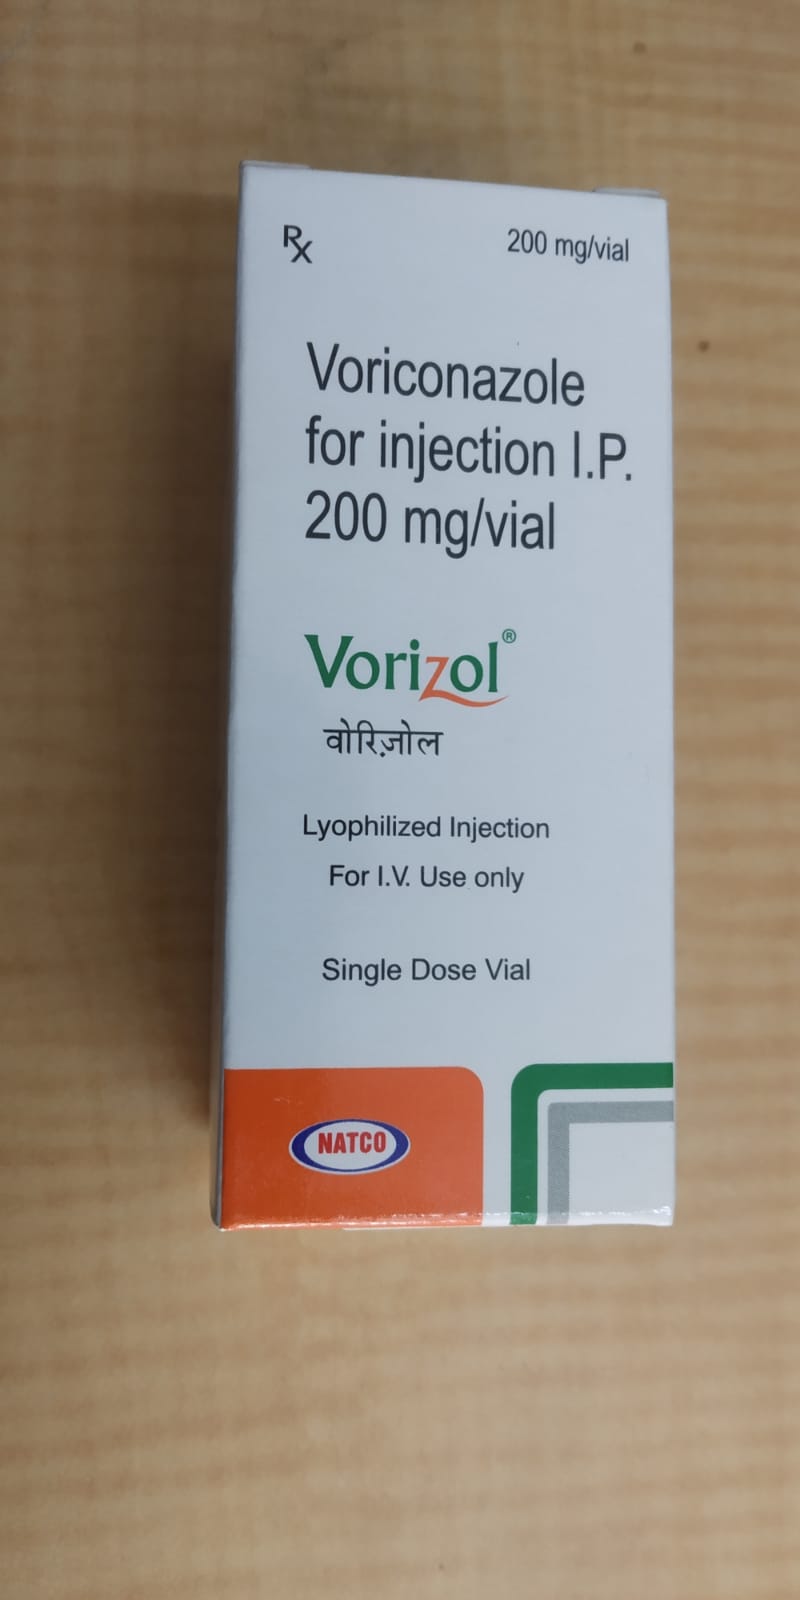 Rx
200 mg/vial
Voriconazole
for injection I.P.
200 mg/vial
Vorizol®
वोरिज़ोल
Lyophilized Injection
For I.V. Use only
Single Dose Vial
NATCO